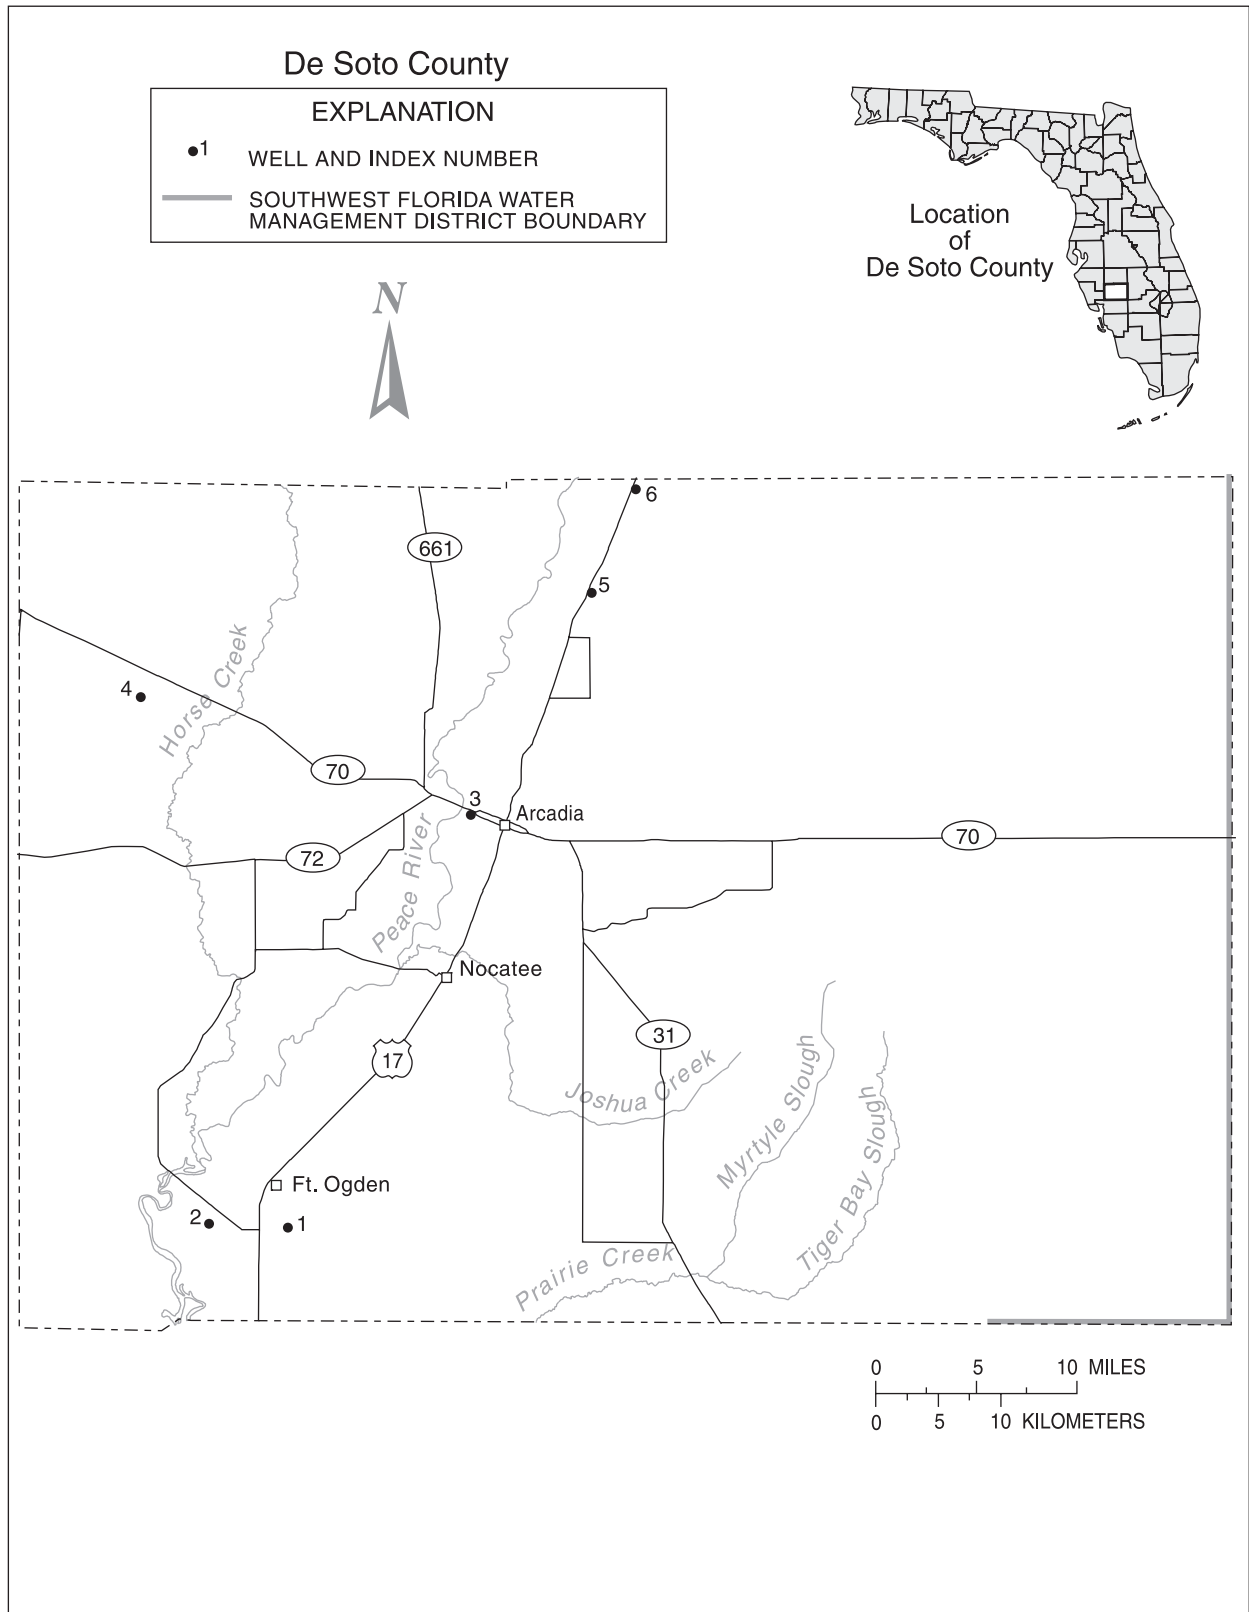 De Soto County
EXPLANATION
1
WELL AND INDEX NUMBER
SOUTHWEST FLORIDA WATER
MANAGEMENT DISTRICT BOUNDARY
Location
of
De Soto County
N
6
661
5
Horse Creek
4
70
3
Arcadia
Peace River
72
70
Nocatee
31
17
Joshua Creek
Myrtyle Slough
Tiger Bay Slough
Ft. Ogden
2
1
Prairie Creek
0 5 10 MILES
0 5 10 KILOMETERS